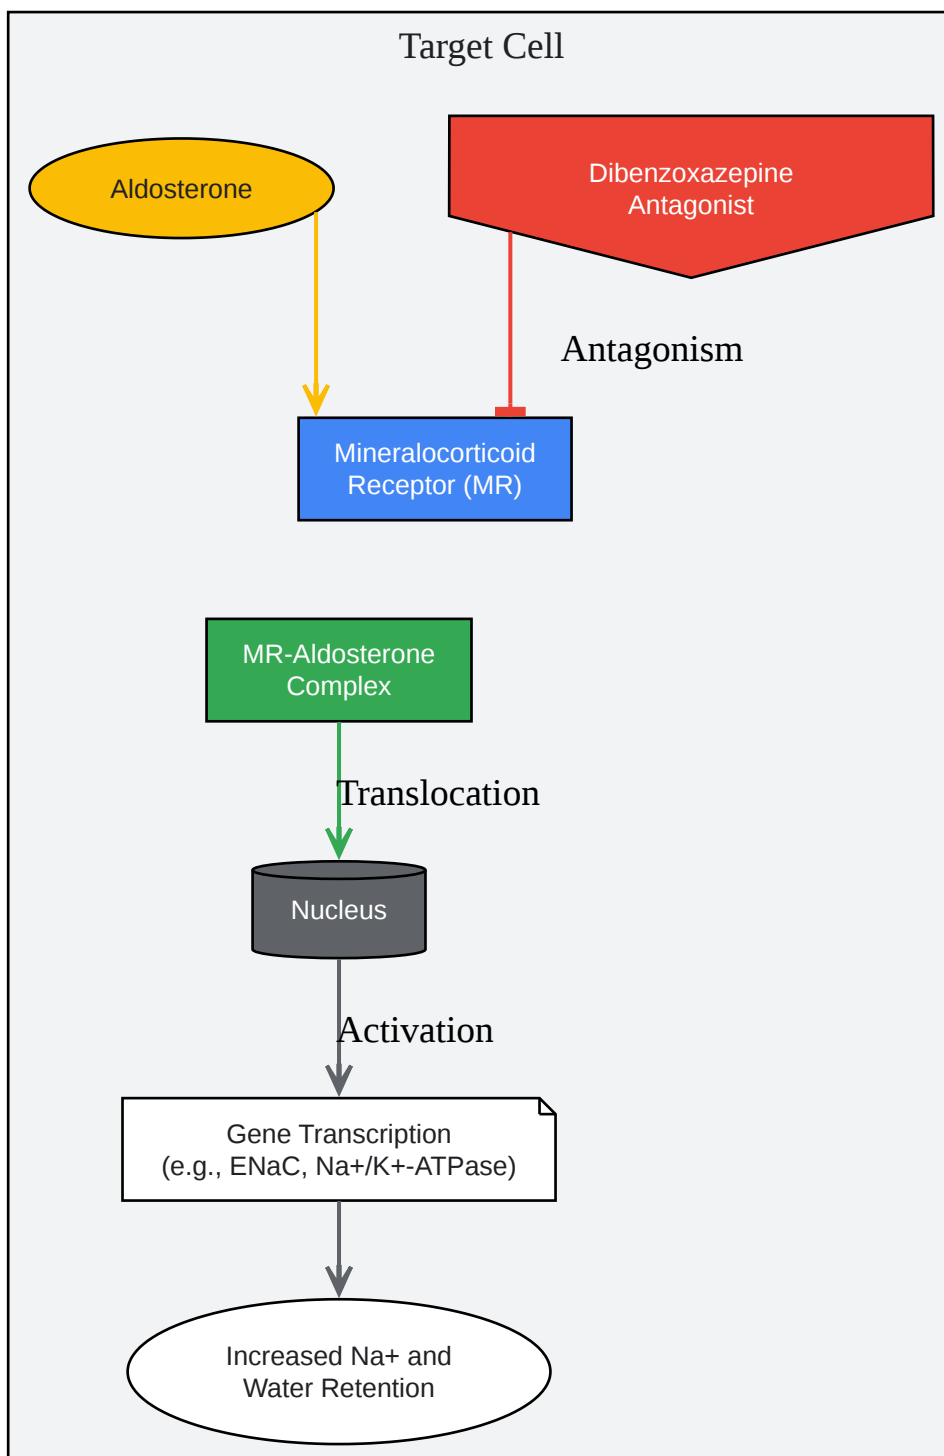 Target Cell
Aldosterone
Dibenzoxazepine
Antagonist
Antagonism
Mineralocorticoid
Receptor (MR)
MR-Aldosterone
Complex
Translocation
Nucleus
Activation
Gene Transcription
(e.g., ENaC, Na+/K+-ATPase)
Increased Na+ and
Water Retention